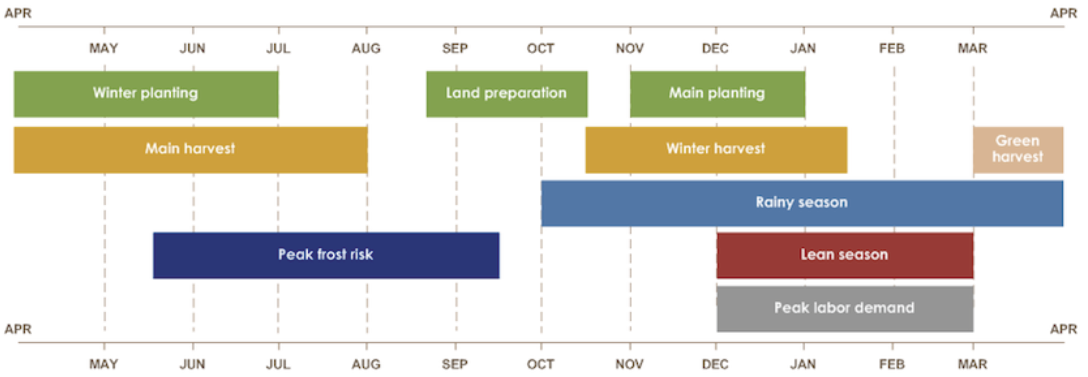 APR APR
MAY JUN JUL AUG SEP OCT NOV DEC JAN FEB MAR
Winter planting Land preparation Main planting
Main harvest Winter harvest Green
harvest
Rainy season
Peak frost risk Lean season
Peak labor demand
APR APR
MAY JUN JUL AUG SEP OCT NOV DEC JAN FEB MAR